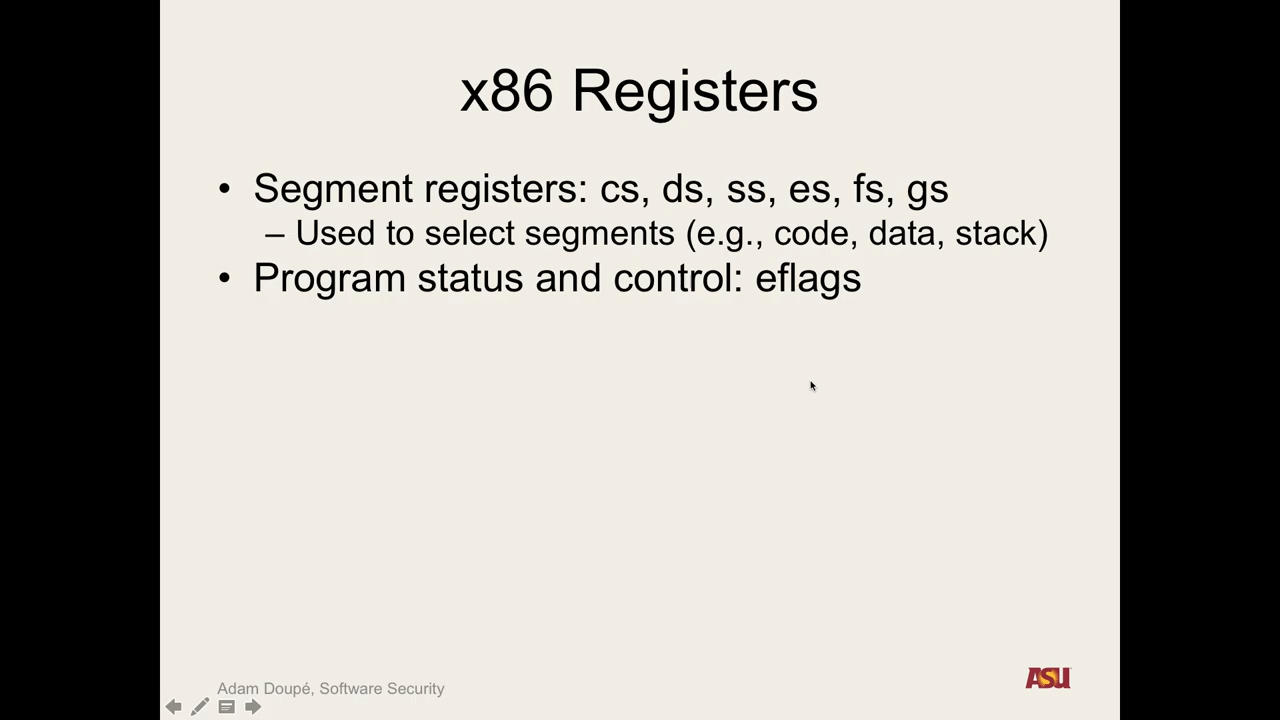 x86 Registers
• Segment registers: cs, ds, ss, es, fs, gs
– Used to select segments (e.g., code, data, stack)
• Program status and control: eflags
Adam Doupé, Software Security
ASU